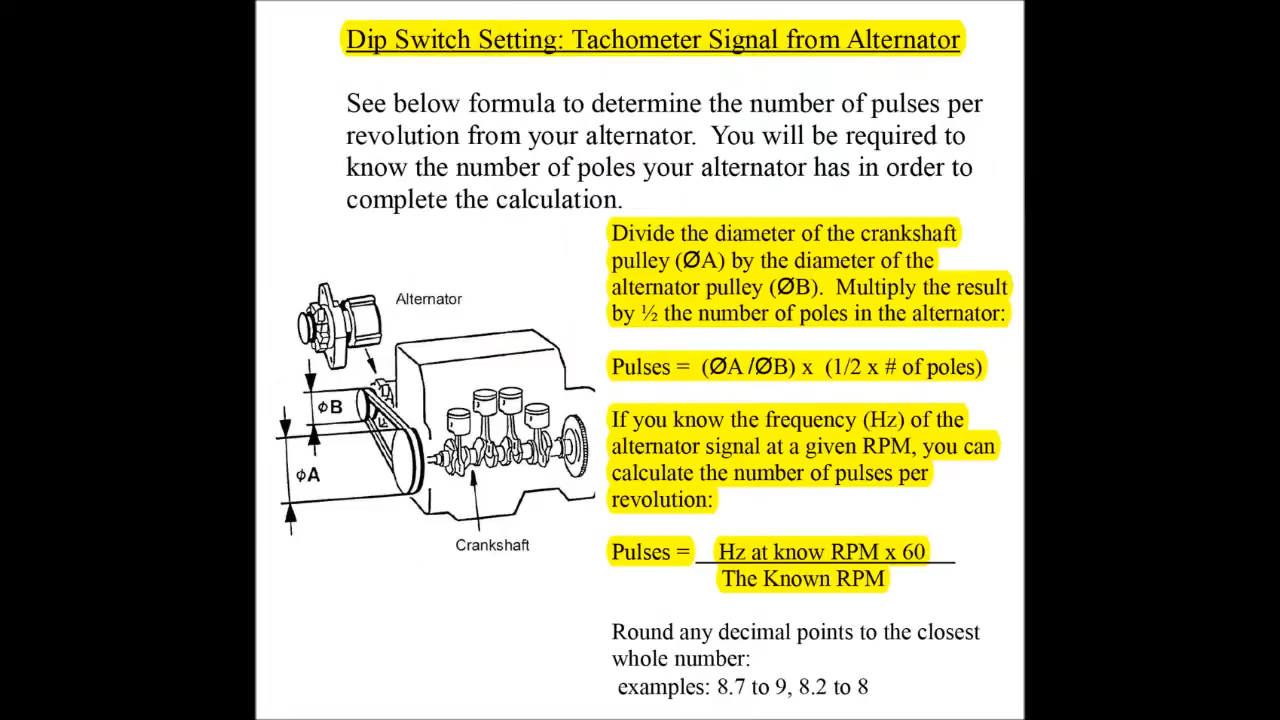 Dip Switch Setting: Tachometer Signal from Alternator
See below formula to determine the number of pulses per
revolution from your alternator. You will be required to
know the number of poles your alternator has in order to
complete the calculation.
Divide the diameter of the crankshaft
pulley (ØA) by the diameter of the
alternator pulley (ØB). Multiply the result
by ½ the number of poles in the alternator:
Pulses = (ØA /ØB) x (1/2 x # of poles)
If you know the frequency (Hz) of the
alternator signal at a given RPM, you can
calculate the number of pulses per
revolution:
Pulses = Hz at know RPM x 60
The Known RPM
Round any decimal points to the closest
whole number:
examples: 8.7 to 9, 8.2 to 8
Alternator
ϕB
ϕA
Crankshaft